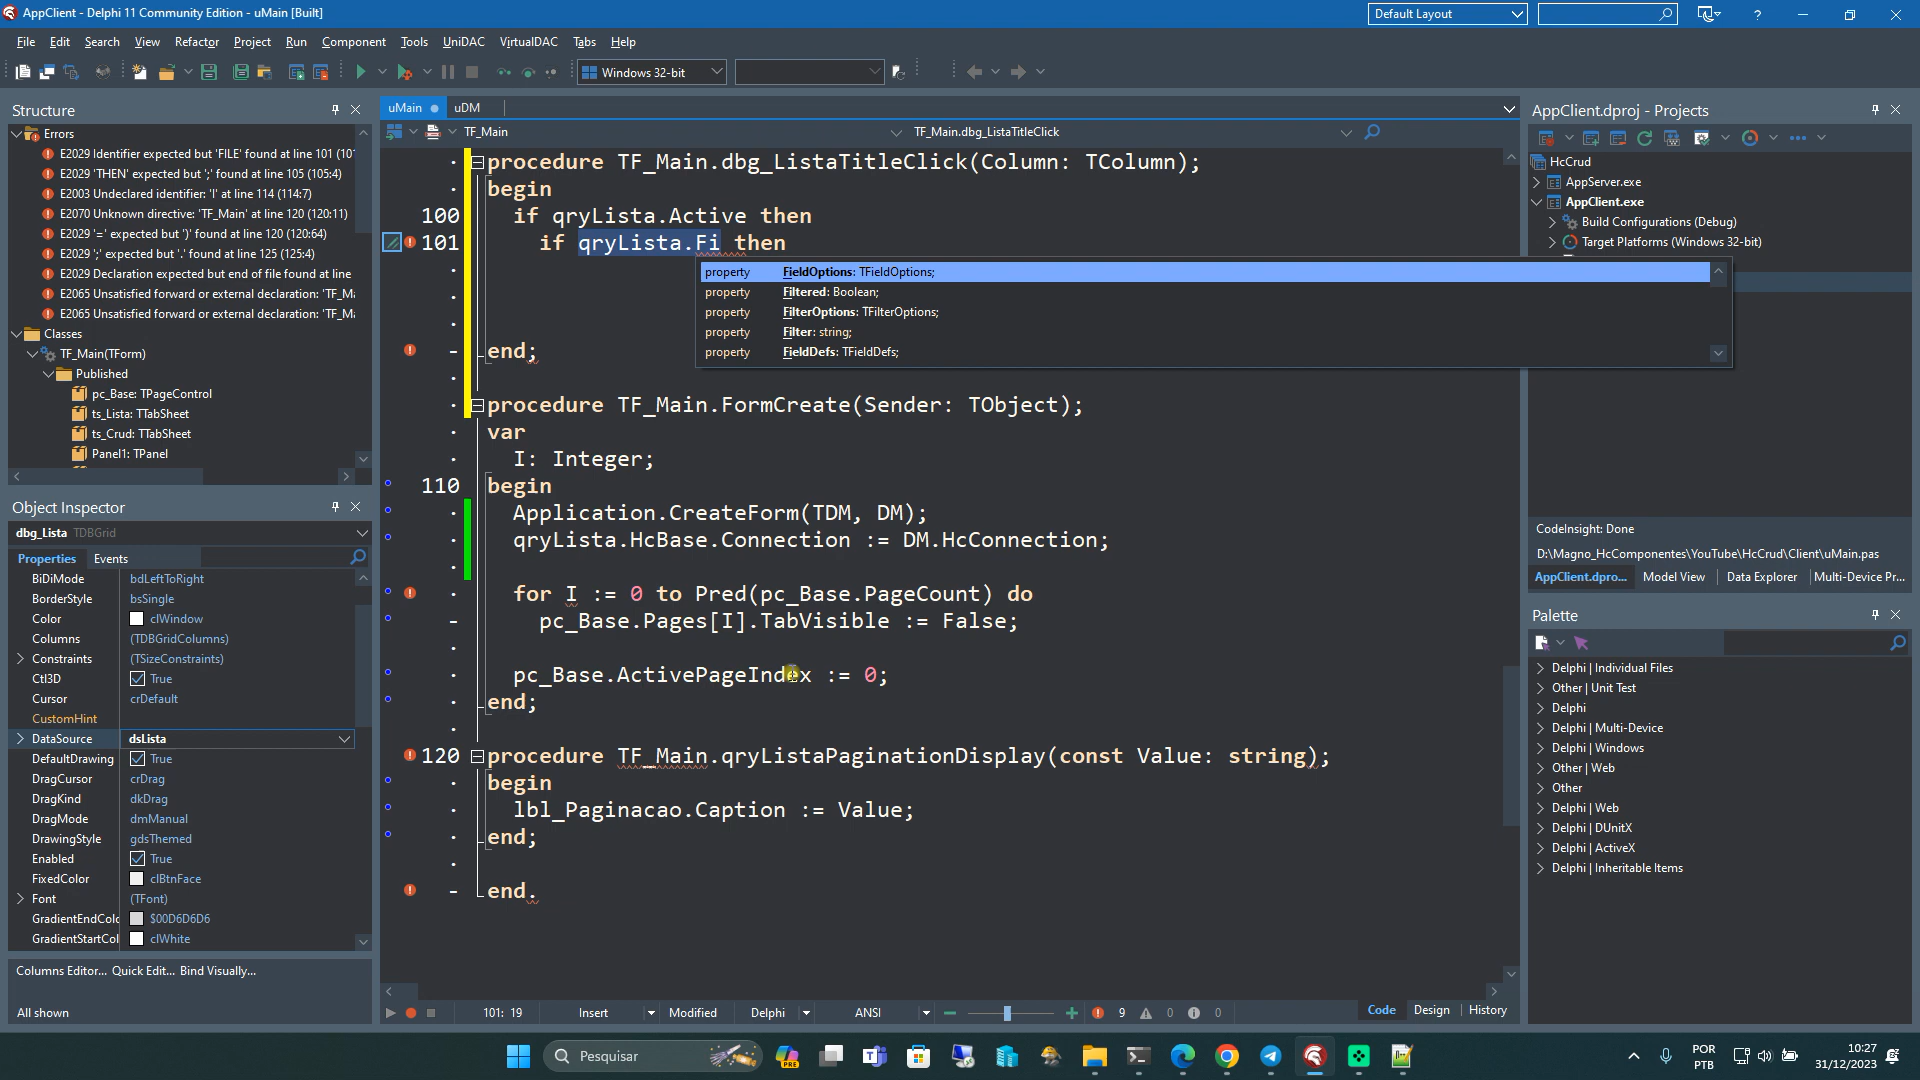 AppClient - Delphi 11 Community Edition - uMain [Built]
Default Layout
?
File Edit Search View Refactor Project Run Component Tools UniDAC VirtualDAC Tabs Help
Windows 32-bit
Structure
Errors
E2029 Identifier expected but 'FILE' found at line 101 (10
E2029 'THEN' expected but ';' found at line 105 (105:4)
E2003 Undeclared identifier: 'I' at line 114 (114:7)
E2070 Unknown directive: 'TF_Main' at line 120 (120:11)
E2029 '=' expected but ')' found at line 120 (120:64)
E2029 ';' expected but '.' found at line 125 (125:4)
E2029 Declaration expected but end of file found at line
E2065 Unsatisfied forward or external declaration: 'TF_Ma
E2065 Unsatisfied forward or external declaration: 'TF_Ma
Classes
TF_Main(TForm)
Published
pc_Base: TPageControl
ts_Lista: TTabSheet
ts_Crud: TTabSheet
Panel1: TPanel
Object Inspector
dbg_Lista TDBGrid
Properties Events
BiDiMode bdLeftToRight
BorderStyle bsSingle
Color clWindow
Columns (TDBGridColumns)
Constraints (TSizeConstraints)
Ctl3D True
Cursor crDefault
CustomHint
DataSource dsLista
DefaultDrawing True
DragCursor crDrag
DragKind dkDrag
DragMode dmManual
DrawingStyle gdsThemed
Enabled True
FixedColor clBtnFace
Font (TFont)
GradientEndColo $00D6D6D6
GradientStartCol clWhite
Columns Editor... Quick Edit... Bind Visually...
All shown
uMain uDM
TF_Main TF_Main.dbg_ListaTitleClick
procedure TF_Main.dbg_ListaTitleClick(Column: TColumn);
begin
100 if qryLista.Active then
101 if qryLista.Fi then
property FieldOptions: TFieldOptions;
property Filtered: Boolean;
property FilterOptions: TFilterOptions;
property Filter: string;
property FieldDefs: TFieldDefs;
end;
procedure TF_Main.FormCreate(Sender: TObject);
var
I: Integer;
110 begin
Application.CreateForm(TDM, DM);
qryLista.HcBase.Connection := DM.HcConnection;
for I := 0 to Pred(pc_Base.PageCount) do
pc_Base.Pages[I].TabVisible := False;
pc_Base.ActivePageIndex := 0;
end;
120 procedure TF_Main.qryListaPaginationDisplay(const Value: string);
begin
lbl_Paginacao.Caption := Value;
end;
end.
101: 19 Insert Modified Delphi ANSI 9 0 0 Code Design History
AppClient.dproj - Projects
HcCrud
AppServer.exe
AppClient.exe
Build Configurations (Debug)
Target Platforms (Windows 32-bit)
CodeInsight: Done
D:\Magno_HcComponentes\YouTube\HcCrud\Client\uMain.pas
AppClient.dpro... Model View Data Explorer Multi-Device Pr...
Palette
Delphi | Individual Files
Other | Unit Test
Delphi
Delphi | Multi-Device
Delphi | Windows
Other | Web
Other
Delphi | Web
Delphi | DUnitX
Delphi | ActiveX
Delphi | Inheritable Items
Pesquisar
PRE
POR
PTB
10:27
31/12/2023